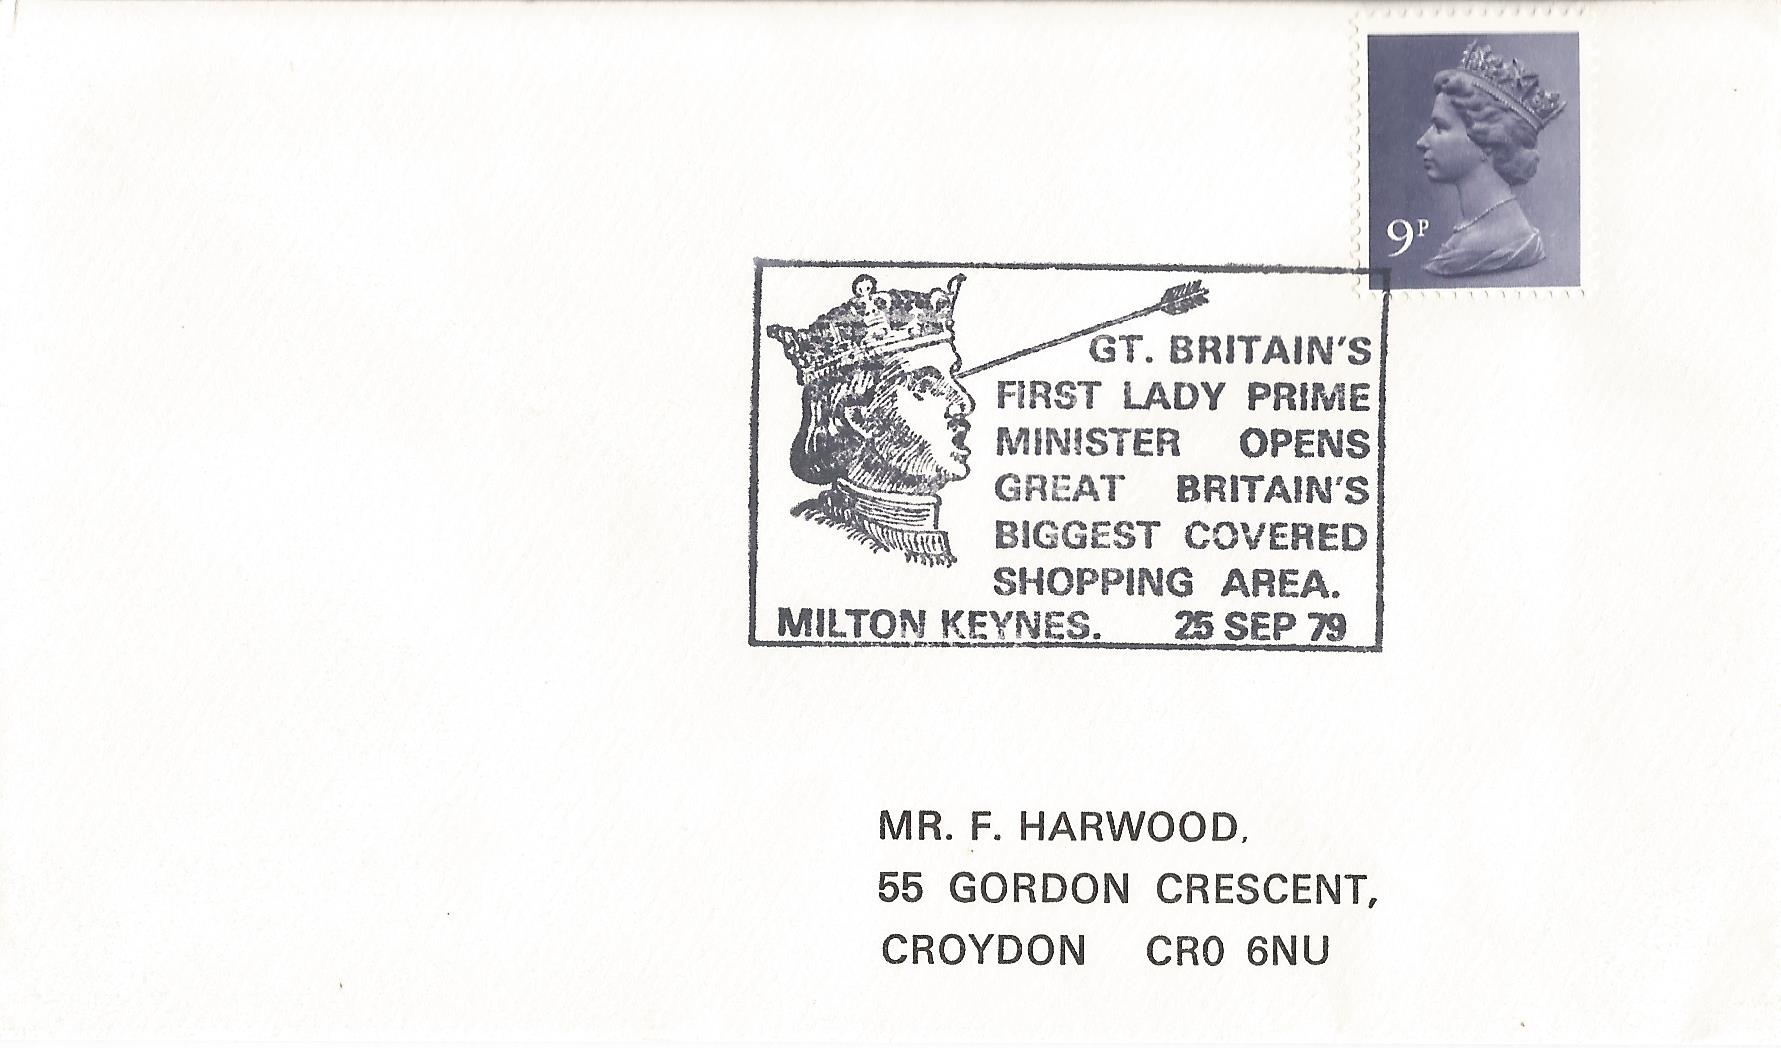 9P
GT. BRITAIN'S
FIRST LADY PRIME
MINISTER OPENS
GREAT BRITAIN'S
BIGGEST COVERED
SHOPPING AREA.
MILTON KEYNES. 25 SEP 79
MR. F. HARWOOD,
55 GORDON CRESCENT,
CROYDON CR0 6NU